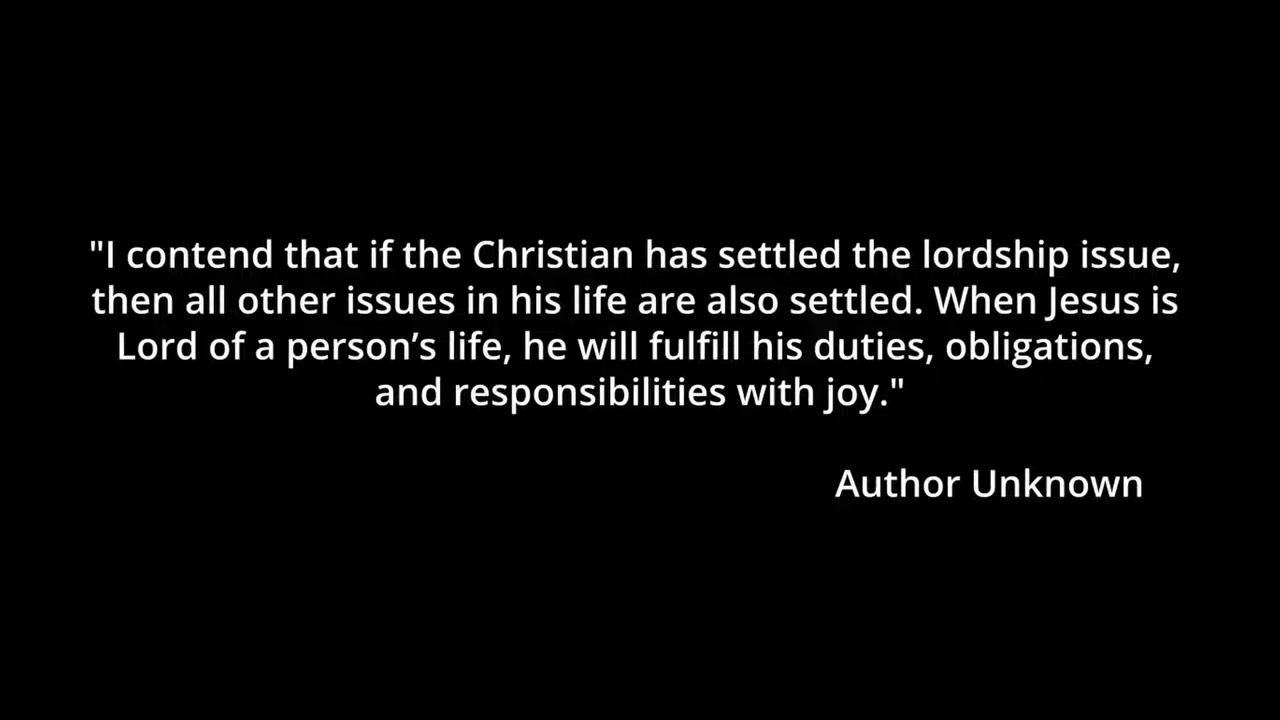 "I contend that if the Christian has settled the lordship issue,
then all other issues in his life are also settled. When Jesus is
Lord of a person’s life, he will fulfill his duties, obligations,
and responsibilities with joy."
Author Unknown